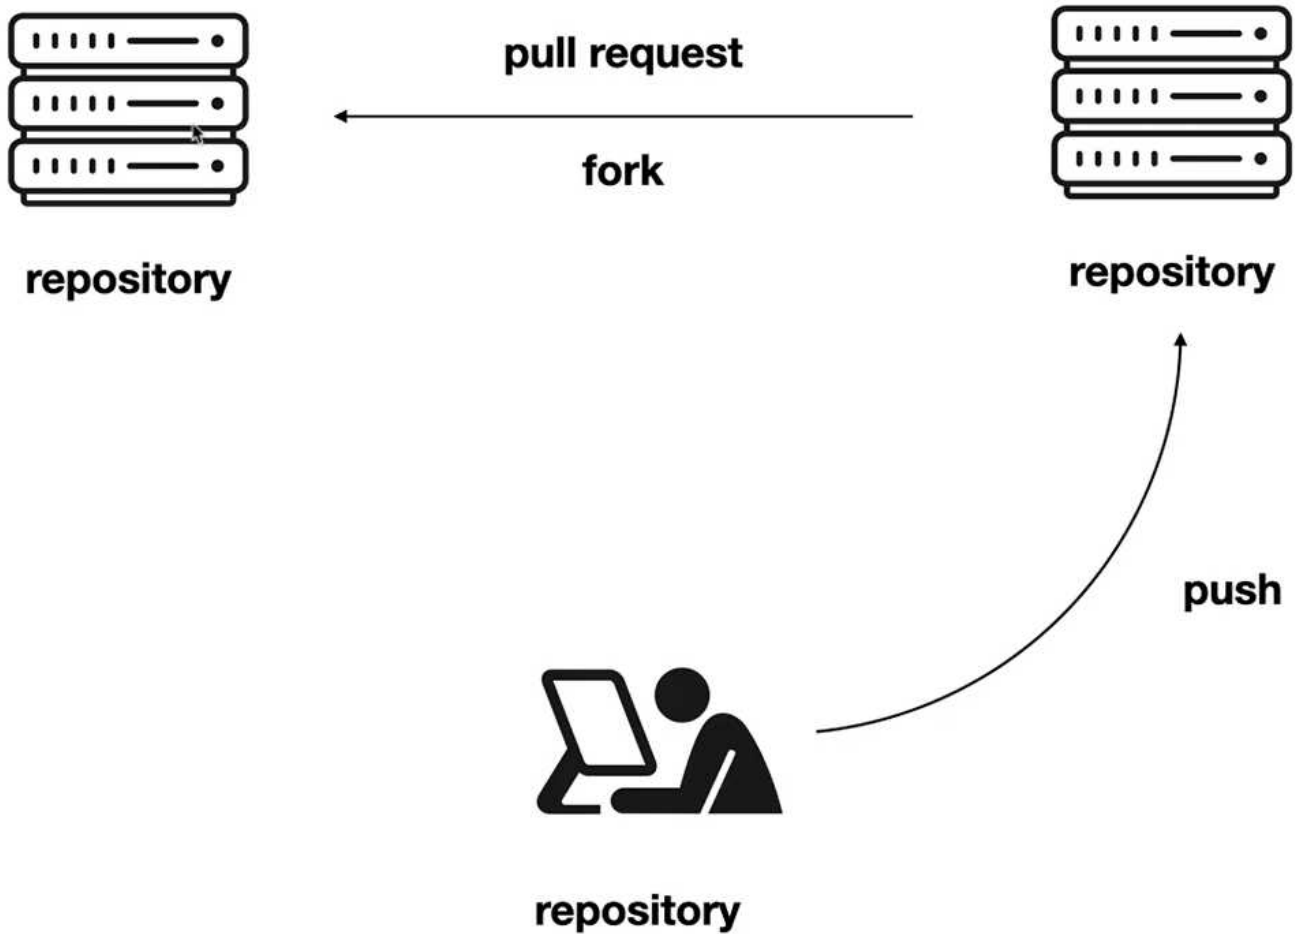 pull request
fork
repository
repository
push
repository